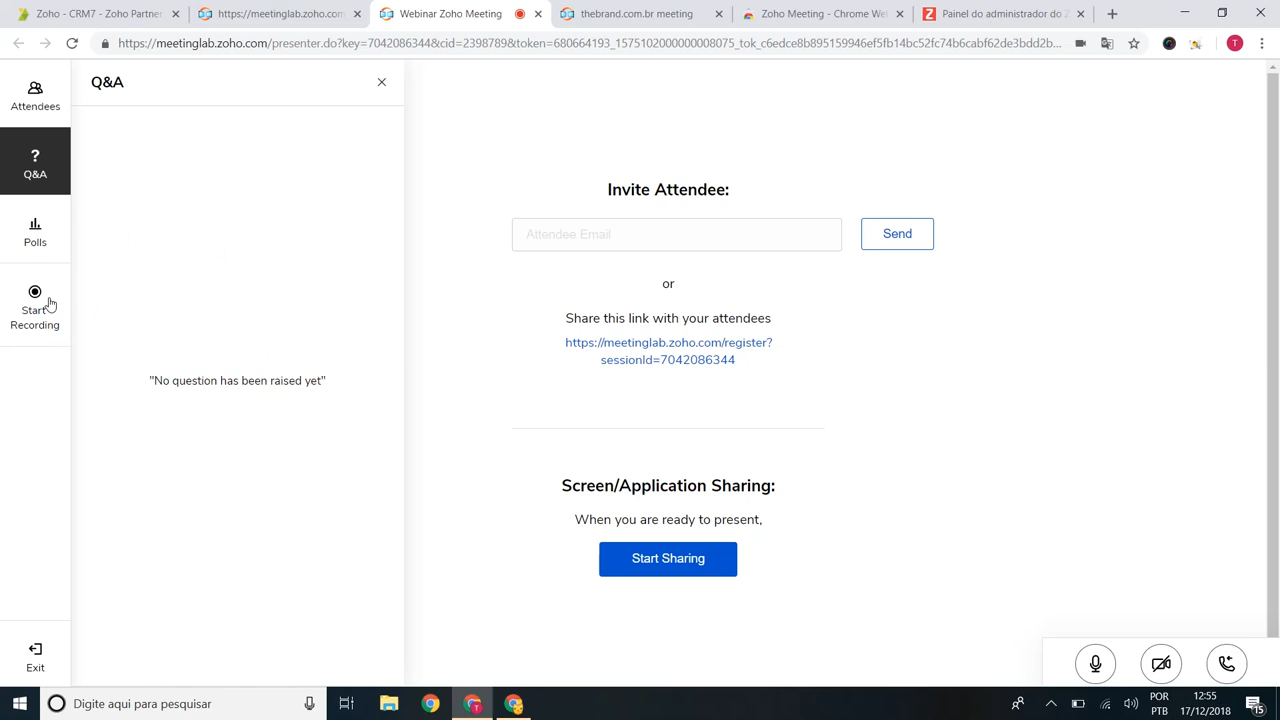 Zoho - CRM7 - Zoho Partner
https://meetinglab.zoho.com
Webinar Zoho Meeting
thebrand.com.br meeting
Zoho Meeting - Chrome We
Painel do administrador do Z
https://meetinglab.zoho.com/presenter.do?key=7042086344&cid=2398789&token=680664193_1575102000000008075_tok_c6edce8b895159946ef5fb14bc52fc74b6cabf62de3bdd2b...
T
Attendees
Q&A
Polls
Start
Recording
Exit
Q&A
"No question has been raised yet"
Invite Attendee:
Attendee Email
Send
or
Share this link with your attendees
https://meetinglab.zoho.com/register?
sessionId=7042086344
Screen/Application Sharing:
When you are ready to present,
Start Sharing
Digite aqui para pesquisar
POR
PTB
12:55
17/12/2018
15